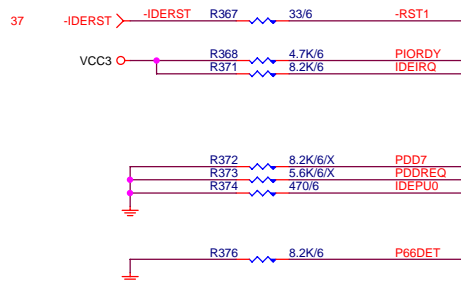 37 -IDERST -IDERST R367 33/6 -RST1
VCC3 R368 4.7K/6 PIORDY
R371 8.2K/6 IDEIRQ
R372 8.2K/6/X PDD7
R373 5.6K/6/X PDDREQ
R374 470/6 IDEPU0
R376 8.2K/6 P66DET